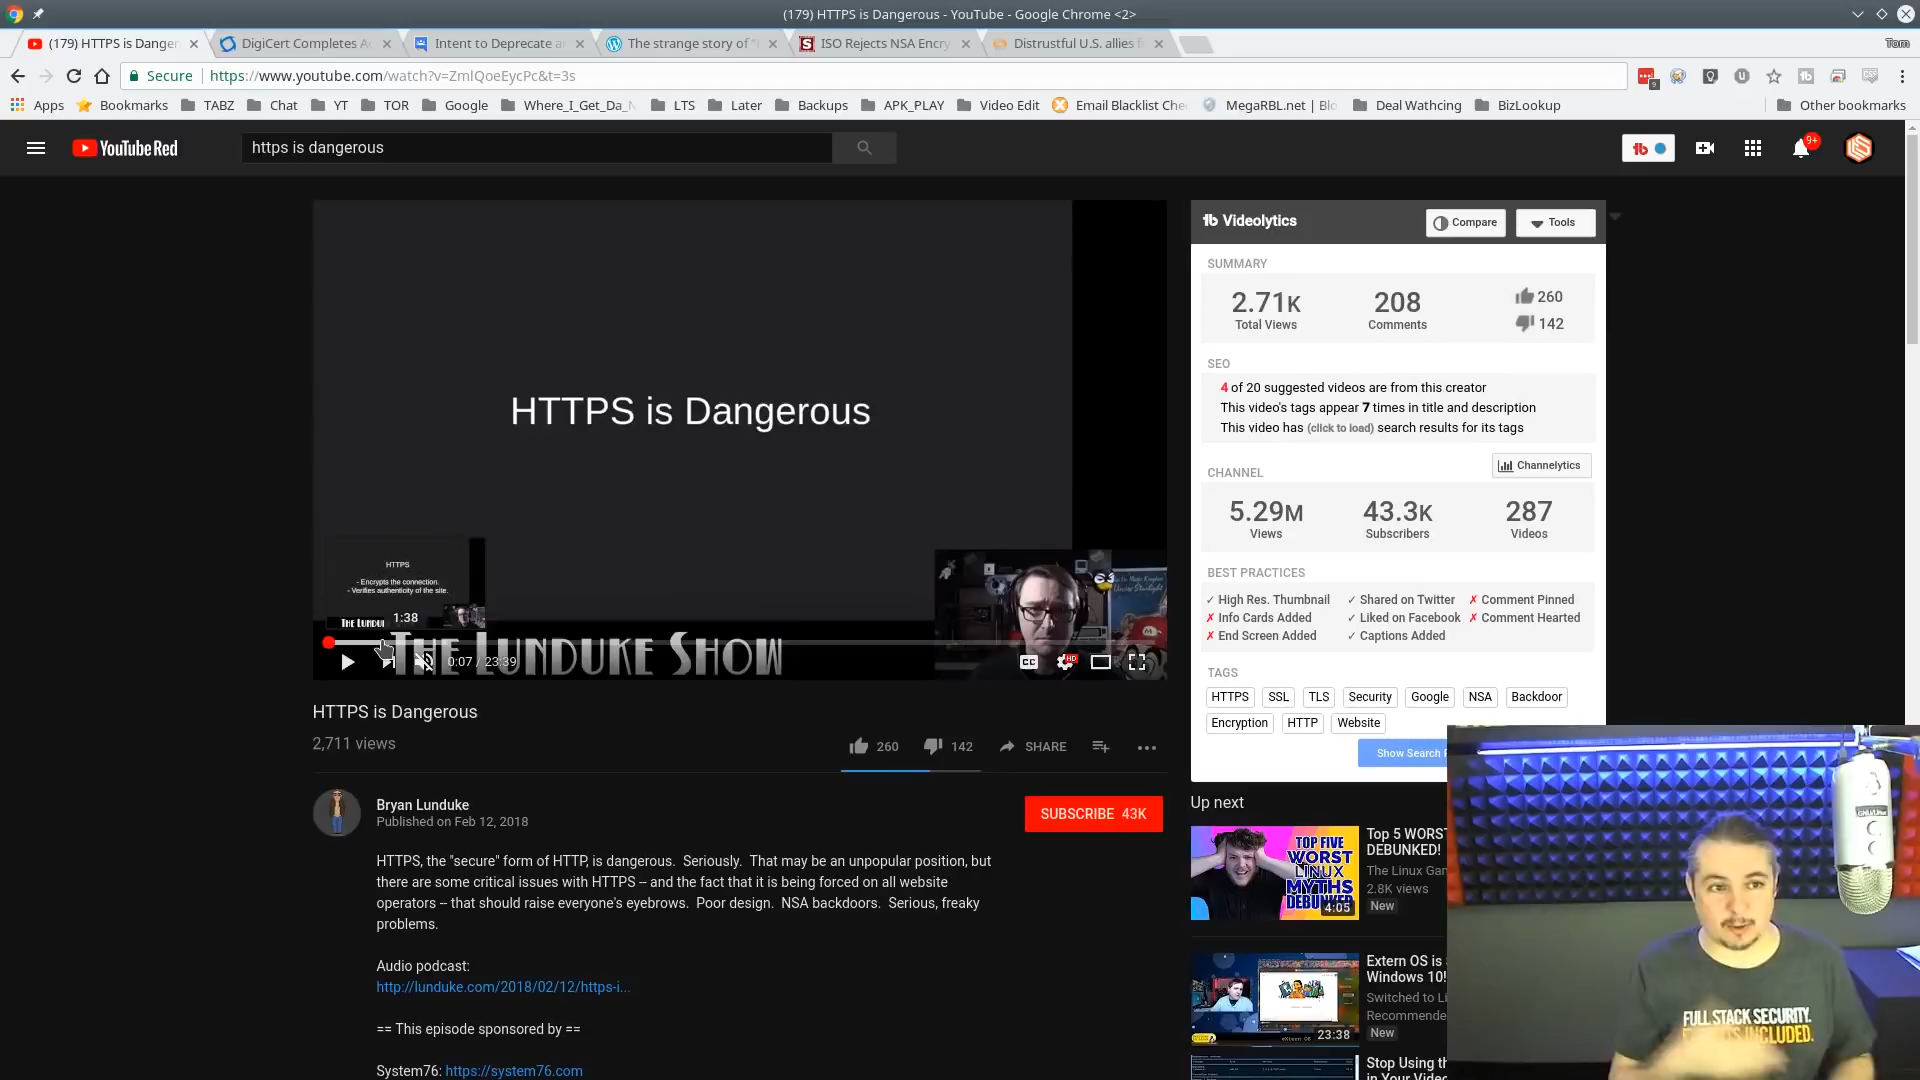 (179) HTTPS is Dangerous - YouTube - Google Chrome <2>
(179) HTTPS is Danger
DigiCert Completes A
Intent to Deprecate a
The strange story of "
ISO Rejects NSA Encry
Distrustful U.S. allies f
Tom
Secure
https://www.youtube.com/watch?v=ZmlQoeEycPc&t=3s
Apps
Bookmarks
TABZ
Chat
YT
TOR
Google
Where_I_Get_Da_N
LTS
Later
Backups
APK_PLAY
Video Edit
Email Blacklist Che
MegaRBL.net | Blo
Deal Wathcing
BizLookup
Other bookmarks
YouTube Red
https is dangerous
9+
HTTPS is Dangerous
HTTPS
- Encrypts the connection.
- Verifies authenticity of the site.
THE LUNDU
1:38
THE LUNDUKE SHOW
0:07 / 23:39
CC
HD
HTTPS is Dangerous
2,711 views
260
142
SHARE
Bryan Lunduke
Published on Feb 12, 2018
SUBSCRIBE 43K
HTTPS, the "secure" form of HTTP, is dangerous. Seriously. That may be an unpopular position, but
there are some critical issues with HTTPS -- and the fact that it is being forced on all website
operators -- that should raise everyone's eyebrows. Poor design. NSA backdoors. Serious, freaky
problems.
Audio podcast:
http://lunduke.com/2018/02/12/https-i...
== This episode sponsored by ==
System76: https://system76.com
Videolytics
Compare
Tools
SUMMARY
2.71K
Total Views
208
Comments
260
142
SEO
4 of 20 suggested videos are from this creator
This video's tags appear 7 times in title and description
This video has (click to load) search results for its tags
CHANNEL
Channelytics
5.29M
Views
43.3K
Subscribers
287
Videos
BEST PRACTICES
✓ High Res. Thumbnail
✓ Shared on Twitter
✗ Comment Pinned
✗ Info Cards Added
✓ Liked on Facebook
✗ Comment Hearted
✗ End Screen Added
✓ Captions Added
TAGS
HTTPS
SSL
TLS
Security
Google
NSA
Backdoor
Encryption
HTTP
Website
Show Search R
Up next
TOP FIVE
WORST
LINUX
MYTHS
DEBUNKED!
4:05
Top 5 WORST
DEBUNKED!
The Linux Gam
2.8K views
New
23:38
Extern OS is
Windows 10!
Switched to Li
Recommende
New
Stop Using th
in Your Video
FULL STACK SECURITY.
INCLUDED.